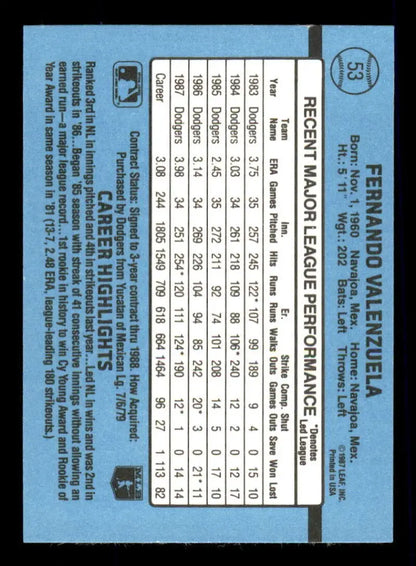 53
FERNANDO VALENZUELA
Born: Nov. 1, 1960 Navajoa, Mex. Home: Navajoa, Mex.
Ht.: 5' 11" Wgt.: 202 Bats: Left Throws: Left
©1987 LEAF, INC.
Printed in USA
RECENT MAJOR LEAGUE PERFORMANCE
*Denotes
Led League
Team Inn. Er. Strike Comp. Shut
Year Name ERA Games Pitched Hits Runs Runs Walks Outs Games Outs Save Won Lost
1983 Dodgers 3.75 35 257 245 122* 107 99 189 9 4 0 15 10
1984 Dodgers 3.03 34 261 218 109 88 106* 240 12 2 0 12 17
1985 Dodgers 2.45 35 272 211 92 74 101 208 14 5 0 17 10
1986 Dodgers 3.14 34 269 226 104 94 85 242 20* 3 0 21* 11
1987 Dodgers 3.98 34 251 254* 120 111 124* 190 12* 1 0 14 14
Career 3.08 244 1805 1549 709 618 664 1464 96 27 1 113 82
Contract Status: Signed to 3-year contract thru 1988. How Acquired:
Purchased by Dodgers from Yucatan of Mexican Lg. 7/6/79
CAREER HIGHLIGHTS
Ranked 3rd in NL in innings pitched and 4th in strikeouts last year...Led NL in wins and was 2nd in
strikeouts in '86...Began '85 season with streak of 41 consecutive innings without allowing an
earned run—a major league record...1st rookie in history to win Cy Young Award and Rookie of
Year Award in same season in '81 (13-7, 2.48 ERA, league-leading 180 strikeouts.)